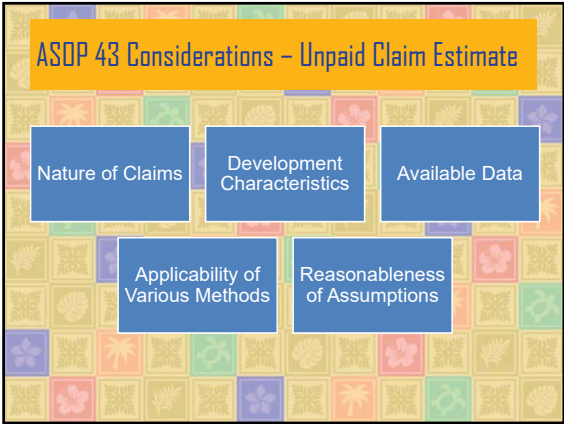 ASOP 43 Considerations – Unpaid Claim Estimate
Nature of Claims
Development
Characteristics
Available Data
Applicability of
Various Methods
Reasonableness
of Assumptions